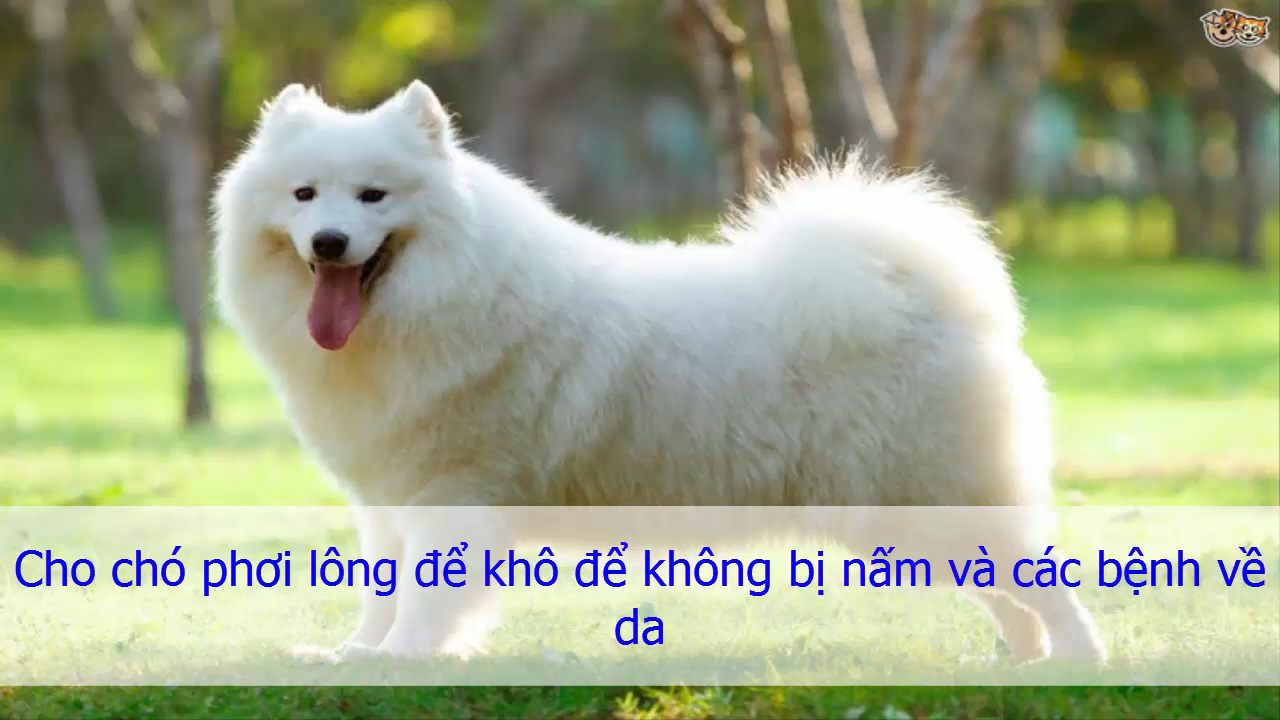 Cho chó phơi lông để khô để không bị nấm và các bệnh về
da